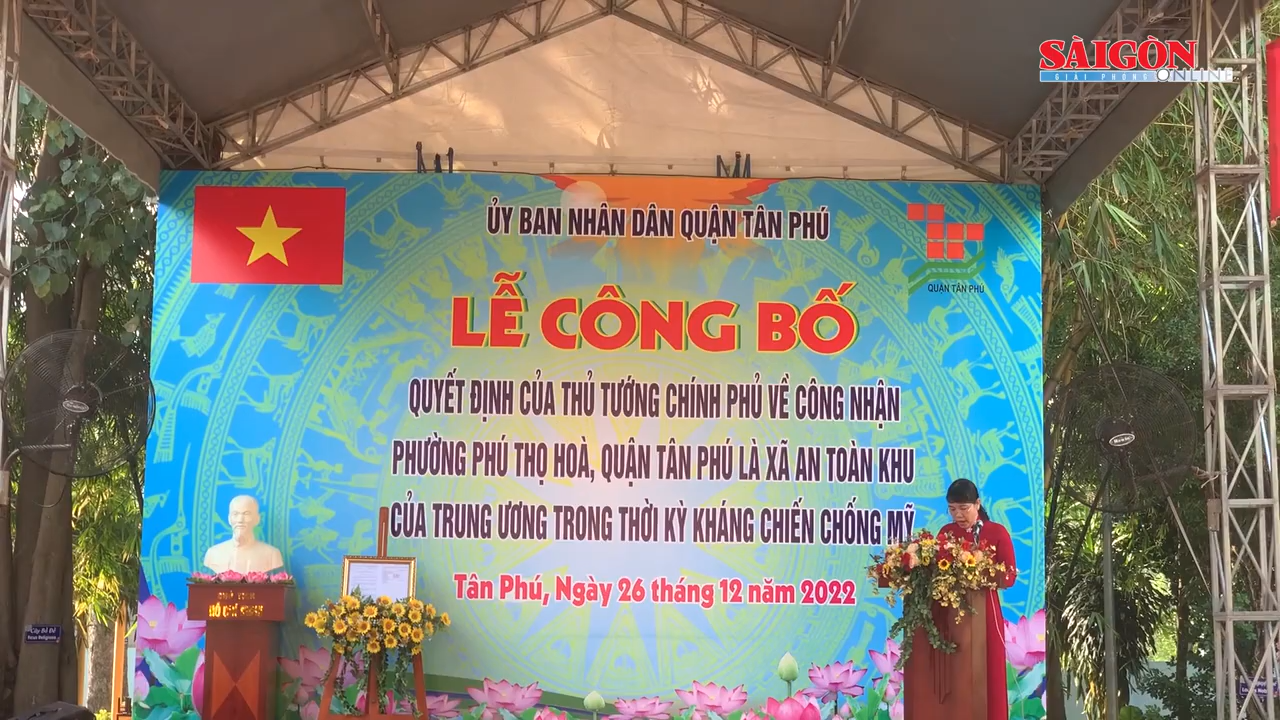 SÀIGÒN
GIẢI PHÓNG ONLINE
ỦY BAN NHÂN DÂN QUẬN TÂN PHÚ
QUẬN TÂN PHÚ
LỄ CÔNG BỐ
QUYẾT ĐỊNH CỦA THỦ TƯỚNG CHÍNH PHỦ VỀ CÔNG NHẬN
PHƯỜNG PHÚ THỌ HOÀ, QUẬN TÂN PHÚ LÀ XÃ AN TOÀN KHU
CỦA TRUNG ƯƠNG TRONG THỜI KỲ KHÁNG CHIẾN CHỐNG MỸ
Tân Phú, Ngày 26 tháng 12 năm 2022
HỒ CHÍ MINH
Cây Bồ Đề